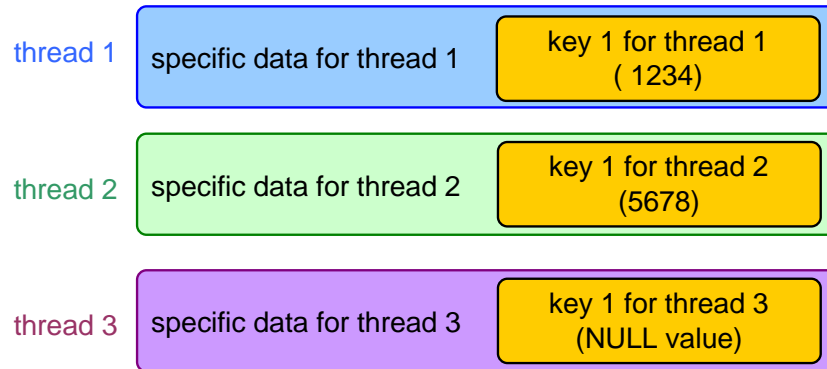 thread 1
specific data for thread 1
key 1 for thread 1
( 1234)
thread 2
specific data for thread 2
key 1 for thread 2
(5678)
thread 3
specific data for thread 3
key 1 for thread 3
(NULL value)